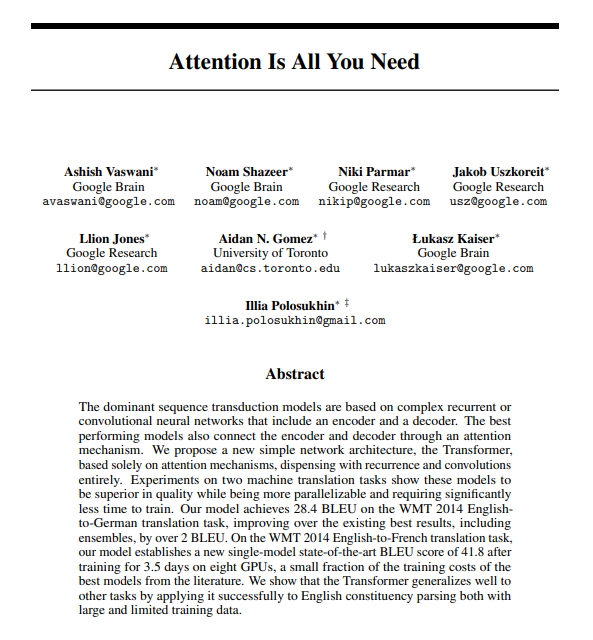 Attention Is All You Need
Ashish Vaswani* Noam Shazeer* Niki Parmar* Jakob Uszkoreit*
Google Brain Google Brain Google Research Google Research
avaswani@google.com noam@google.com nikip@google.com usz@google.com
Llion Jones* Aidan N. Gomez* † Łukasz Kaiser*
Google Research University of Toronto Google Brain
llion@google.com aidan@cs.toronto.edu lukaszkaiser@google.com
Illia Polosukhin* ‡
illia.polosukhin@gmail.com
Abstract
The dominant sequence transduction models are based on complex recurrent or
convolutional neural networks that include an encoder and a decoder. The best
performing models also connect the encoder and decoder through an attention
mechanism. We propose a new simple network architecture, the Transformer,
based solely on attention mechanisms, dispensing with recurrence and convolutions
entirely. Experiments on two machine translation tasks show these models to
be superior in quality while being more parallelizable and requiring significantly
less time to train. Our model achieves 28.4 BLEU on the WMT 2014 English-
to-German translation task, improving over the existing best results, including
ensembles, by over 2 BLEU. On the WMT 2014 English-to-French translation task,
our model establishes a new single-model state-of-the-art BLEU score of 41.8 after
training for 3.5 days on eight GPUs, a small fraction of the training costs of the
best models from the literature. We show that the Transformer generalizes well to
other tasks by applying it successfully to English constituency parsing both with
large and limited training data.